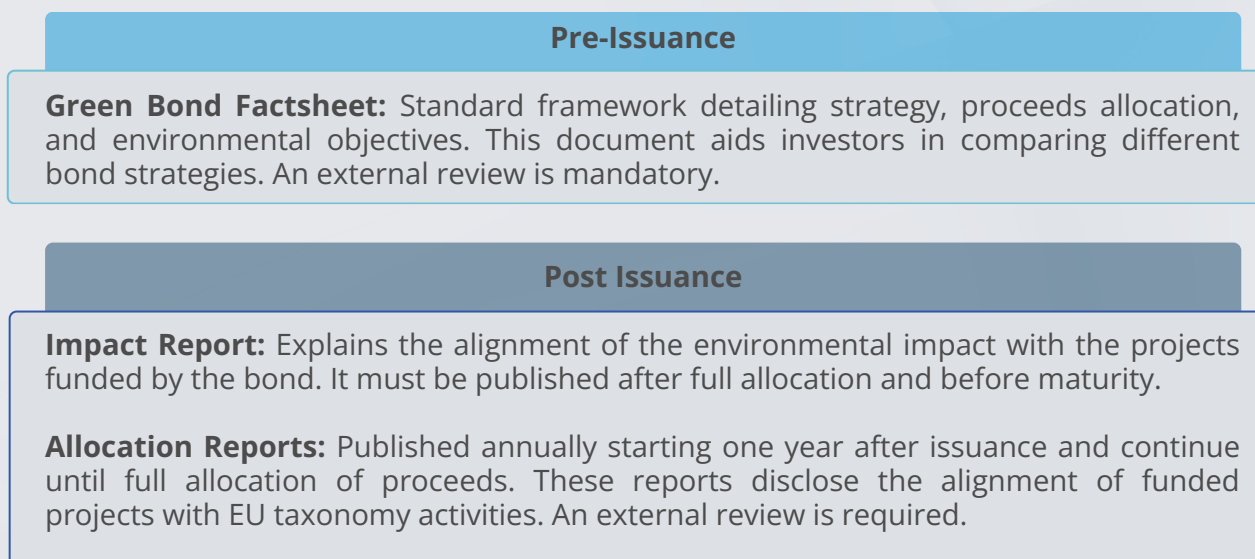 Pre-Issuance
Green Bond Factsheet: Standard framework detailing strategy, proceeds allocation,
and environmental objectives. This document aids investors in comparing different
bond strategies. An external review is mandatory.
Post Issuance
Impact Report: Explains the alignment of the environmental impact with the projects
funded by the bond. It must be published after full allocation and before maturity.
Allocation Reports: Published annually starting one year after issuance and continue
until full allocation of proceeds. These reports disclose the alignment of funded
projects with EU taxonomy activities. An external review is required.